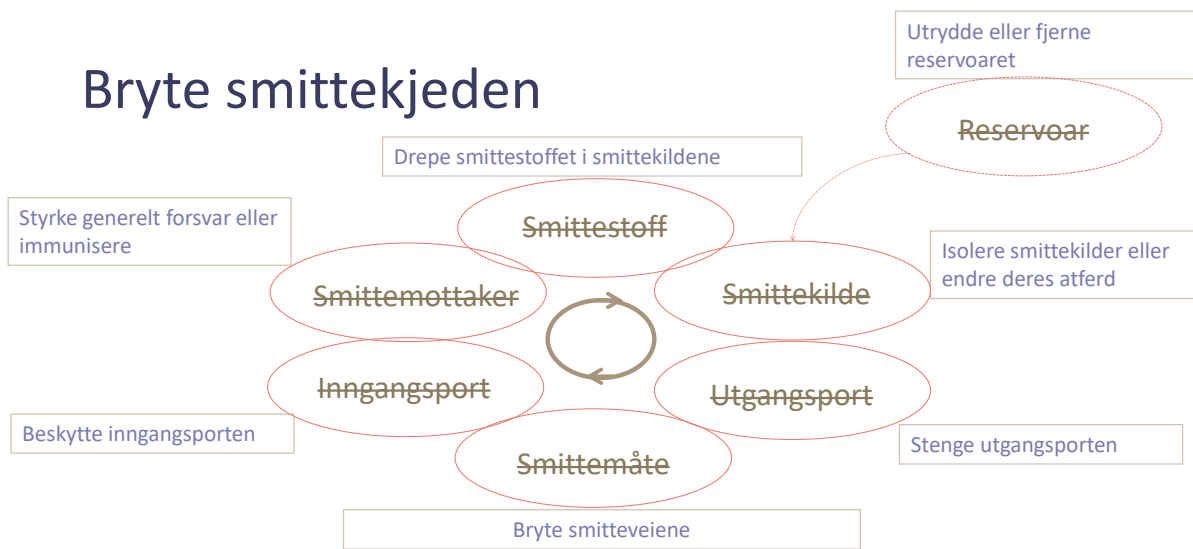 Utrydde eller fjerne
reservoaret
Bryte smittekjeden
Reservoar
Drepe smittestoffet i smittekildene
Styrke generelt forsvar eller
immunisere
Smittestoff
Isolere smittekilder eller
endre deres atferd
Smittemottaker
Smittekilde
Inngangsport
Utgangsport
Beskytte inngangsporten
Stenge utgangsporten
Smittemåte
Bryte smitteveiene